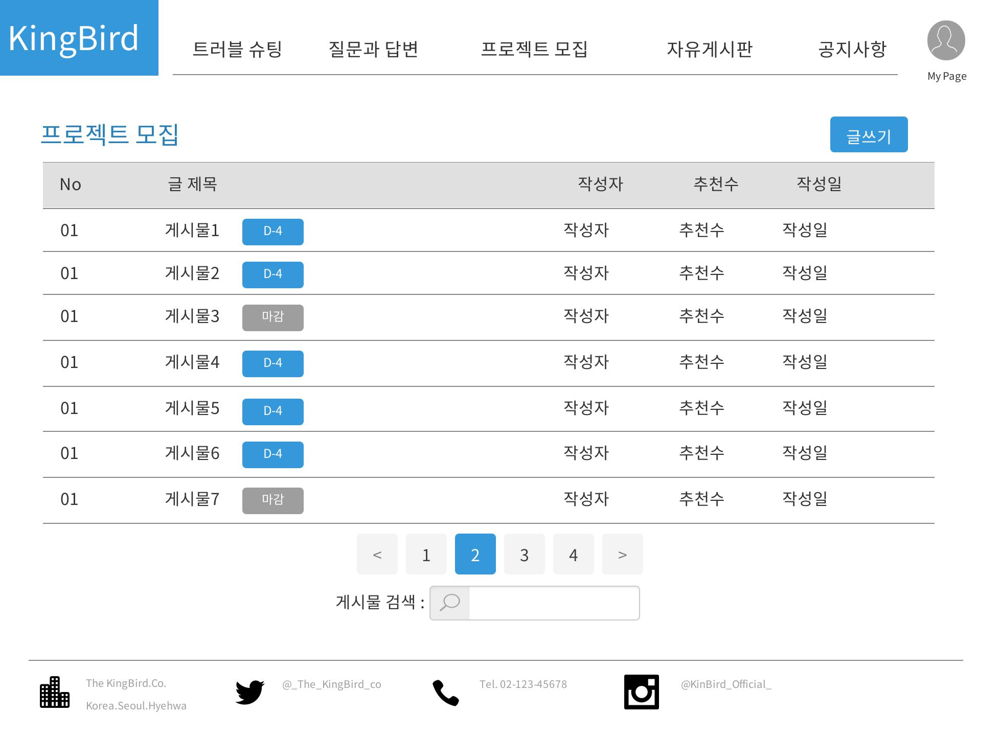 KingBird
트러블 슈팅 질문과 답변 프로젝트 모집 자유게시판 공지사항
My Page
프로젝트 모집 글쓰기
No 글 제목 작성자 추천수 작성일
01 게시물1 D-4 작성자 추천수 작성일
01 게시물2 D-4 작성자 추천수 작성일
01 게시물3 마감 작성자 추천수 작성일
01 게시물4 D-4 작성자 추천수 작성일
01 게시물5 D-4 작성자 추천수 작성일
01 게시물6 D-4 작성자 추천수 작성일
01 게시물7 마감 작성자 추천수 작성일
< 1 2 3 4 >
게시물 검색 :
The KingBird.Co. @_The_KingBird_co Tel. 02-123-45678 @KinBird_Official_
Korea.Seoul.Hyehwa